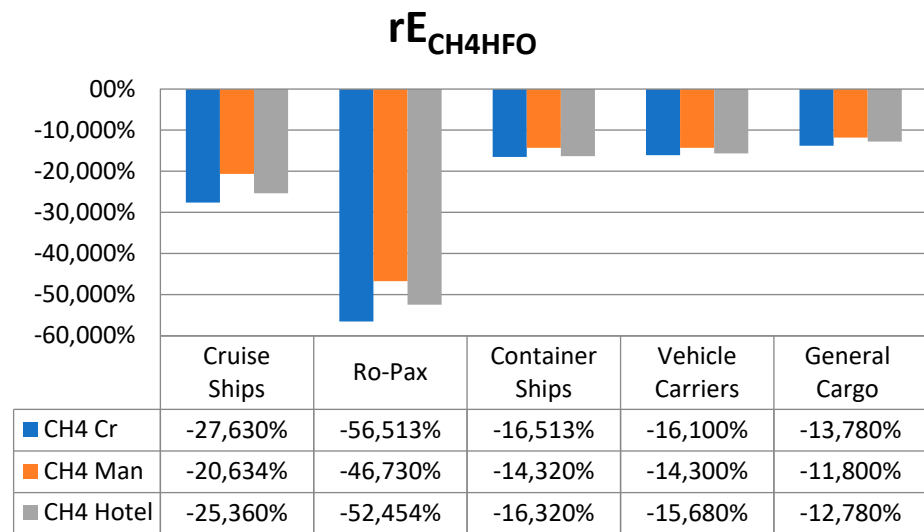 rE_CH4HFO
00%
-10,000%
-20,000%
-30,000%
-40,000%
-50,000%
-60,000%
Cruise Ships Ro-Pax Container Ships Vehicle Carriers General Cargo
CH4 Cr -27,630% -56,513% -16,513% -16,100% -13,780%
CH4 Man -20,634% -46,730% -14,320% -14,300% -11,800%
CH4 Hotel -25,360% -52,454% -16,320% -15,680% -12,780%